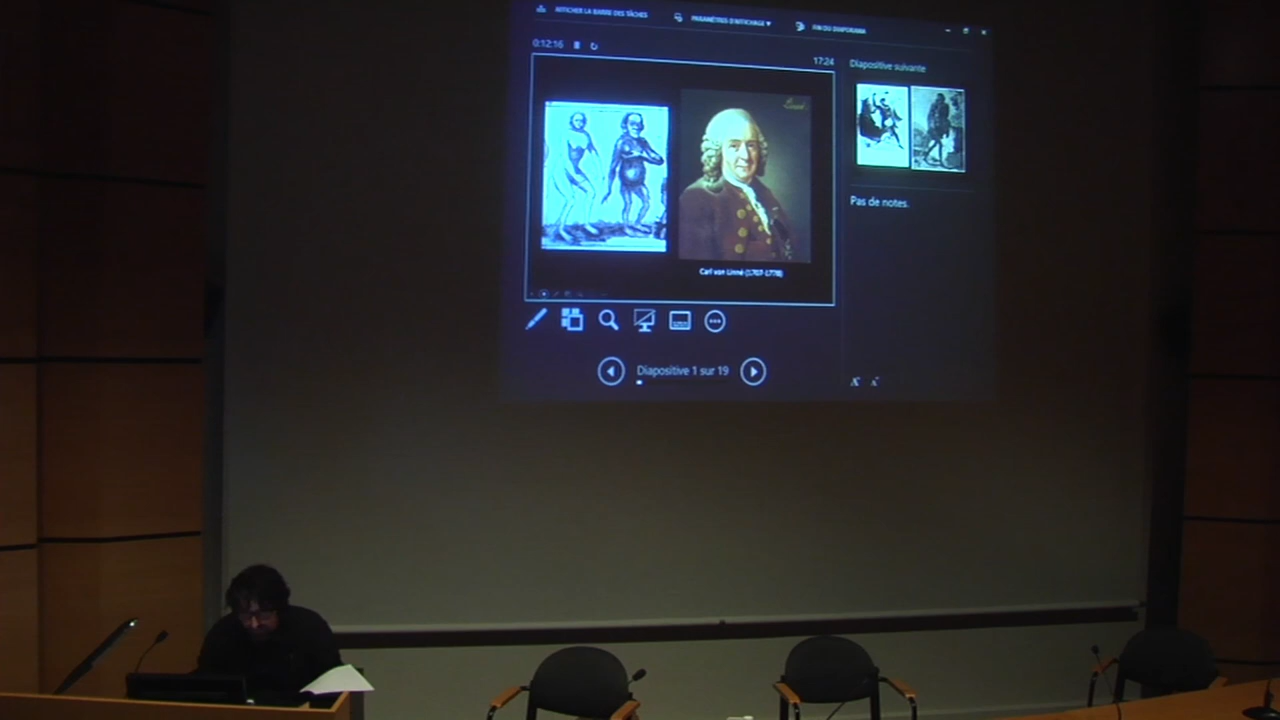 AFFICHER LA BARRE DES TÂCHES
PARAMÈTRES D'AFFICHAGE ▼
FIN DU DIAPORAMA
0:12:16
17:24
Diapositive suivante
Carl von Linné (1707-1778)
Pas de notes.
Diapositive 1 sur 19
A A